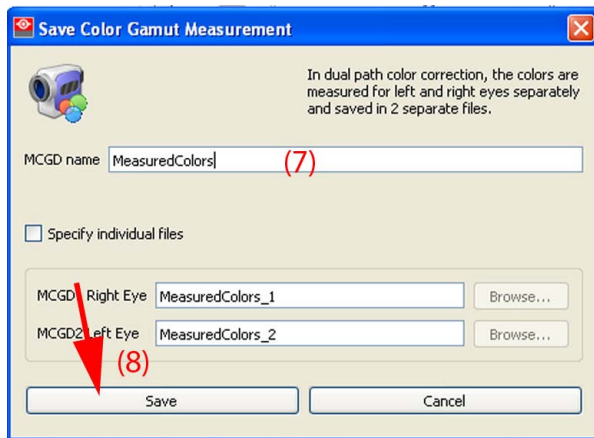 Save Color Gamut Measurement
In dual path color correction, the colors are
measured for left and right eyes separately
and saved in 2 separate files.
MCGD name MeasuredColors (7)
Specify individual files
MCGD Right Eye MeasuredColors_1 Browse...
MCGD2 Left Eye MeasuredColors_2 Browse...
(8)
Save Cancel